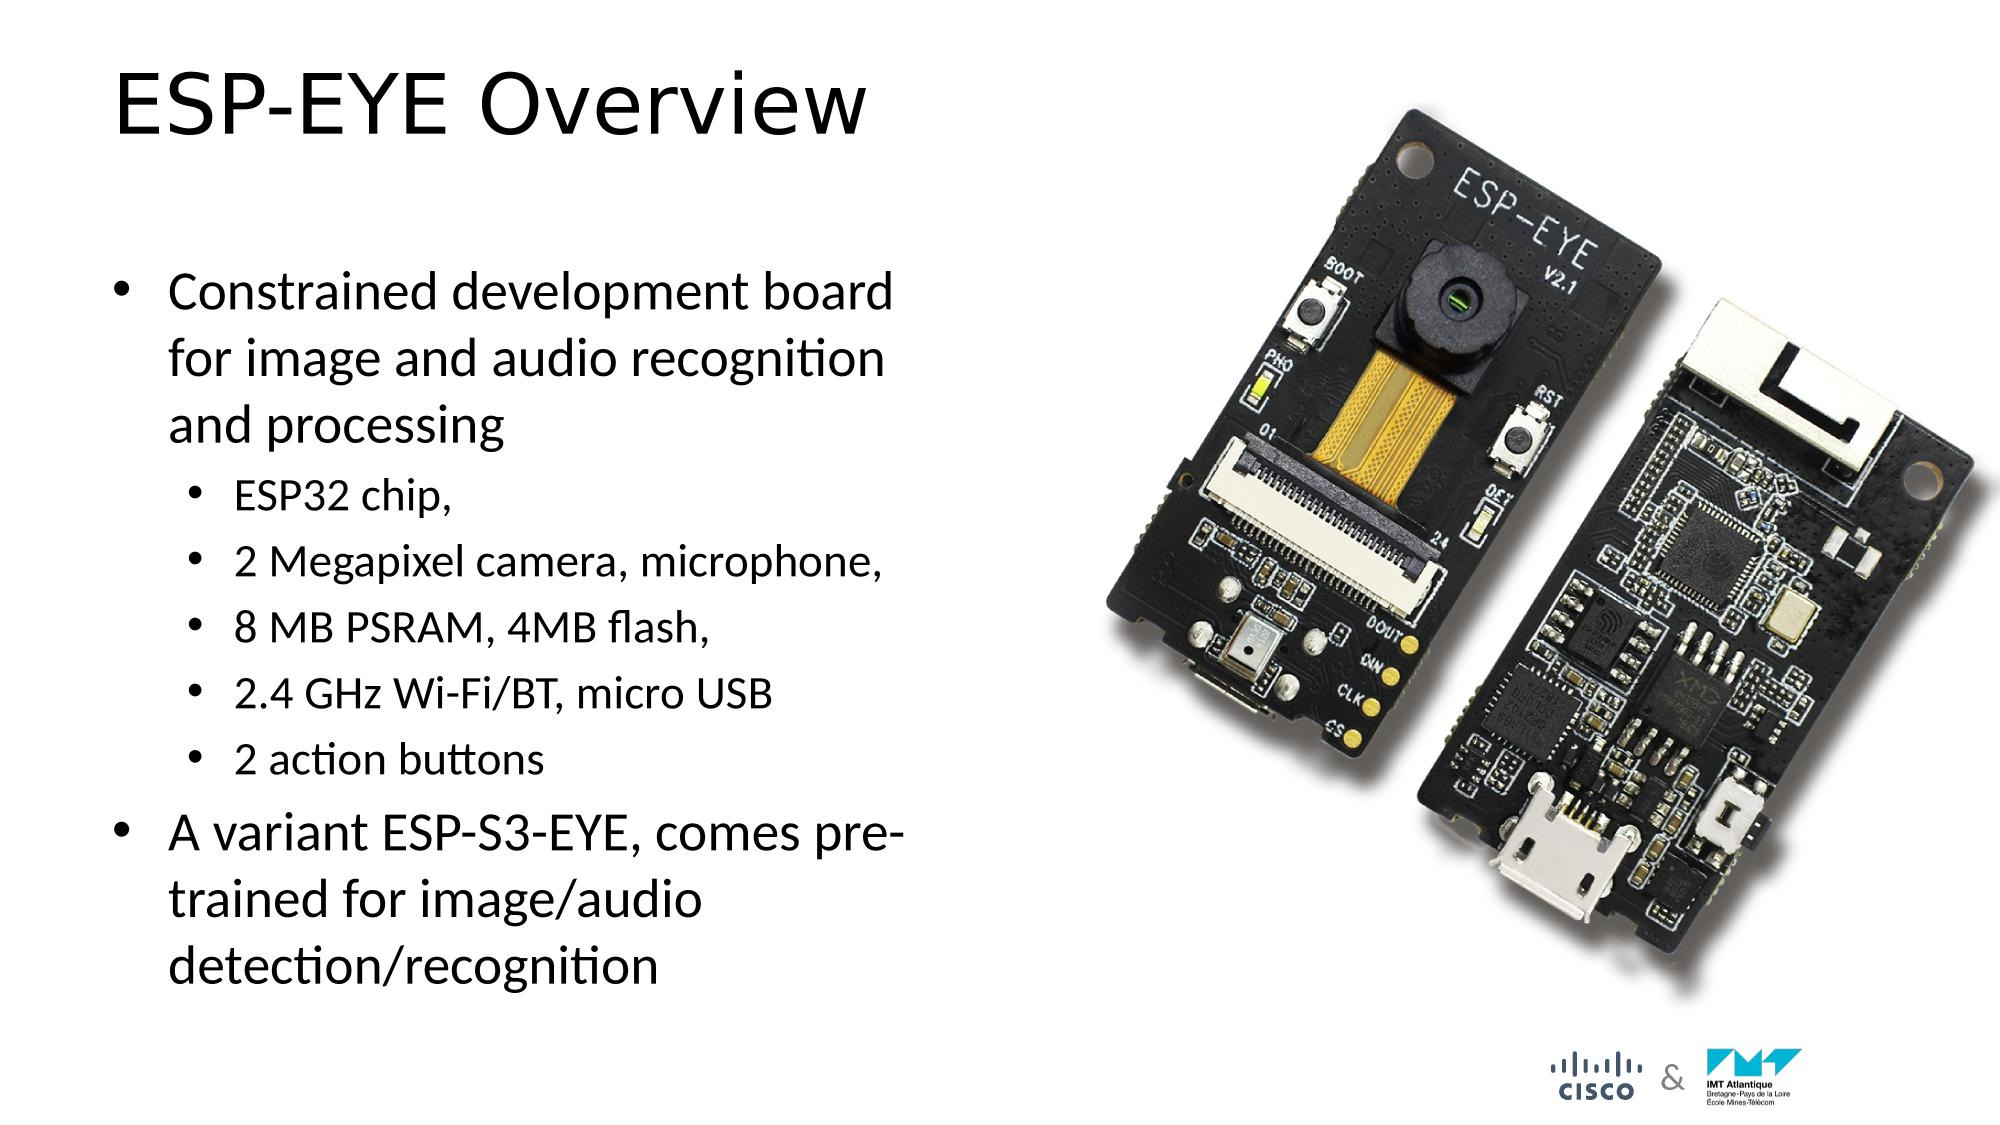 ESP-EYE Overview
• Constrained development board
for image and audio recognition
and processing
• ESP32 chip,
• 2 Megapixel camera, microphone,
• 8 MB PSRAM, 4MB flash,
• 2.4 GHz Wi-Fi/BT, micro USB
• 2 action buttons
• A variant ESP-S3-EYE, comes pre-
trained for image/audio
detection/recognition
ESP-EYE
V2.1
BOOT
RST
01
24
DOUT
DIN
CLK
CS
CISCO
&
IMT Atlantique
Bretagne-Pays de la Loire
École Mines-Télécom